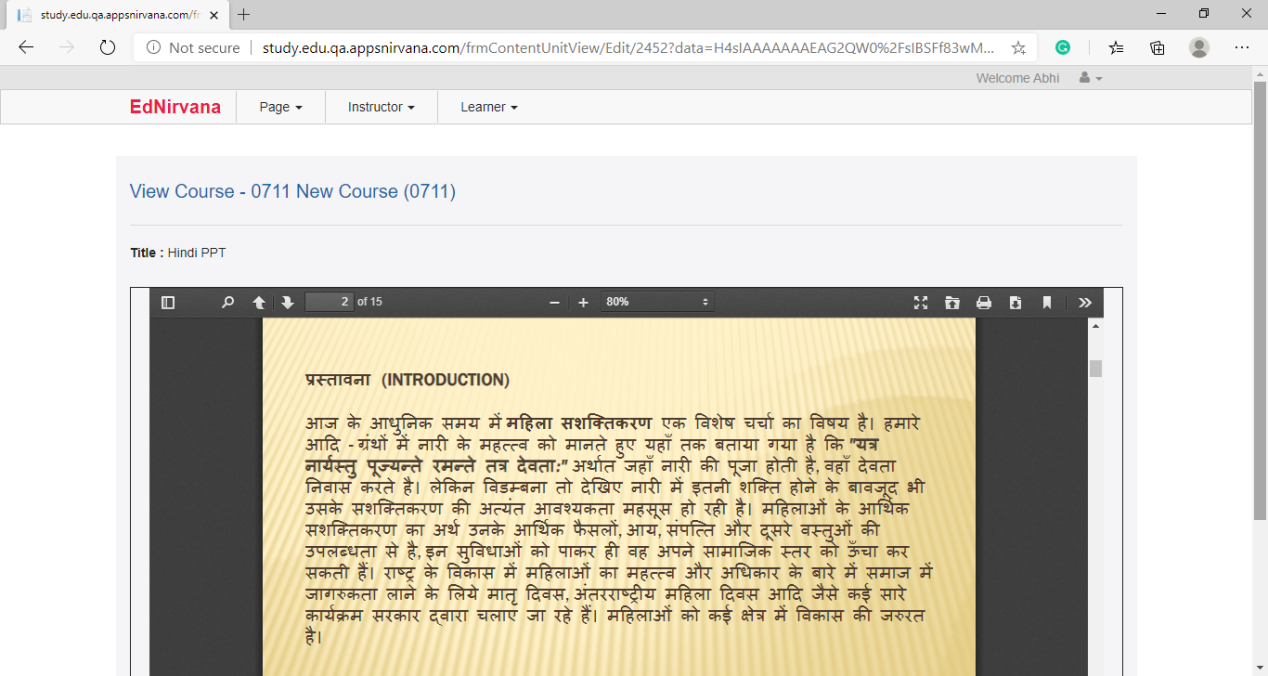 study.edu.qa.appsnirvana.com/fr
Not secure | study.edu.qa.appsnirvana.com/frmContentUnitView/Edit/2452?data=H4sIAAAAAAAEAG2QW0%2FsIBSFf83wM...
Welcome Abhi
EdNirvana Page Instructor Learner
View Course - 0711 New Course (0711)
Title : Hindi PPT
2 of 15 80%
प्रस्तावना (INTRODUCTION)
आज के आधुनिक समय में महिला सशक्तिकरण एक विशेष चर्चा का विषय है। हमारे
आदि - ग्रंथों में नारी के महत्त्व को मानते हुए यहाँ तक बताया गया है कि "यत्र
नार्यस्तु पूज्यन्ते रमन्ते तत्र देवता:" अर्थात जहाँ नारी की पूजा होती है, वहाँ देवता
निवास करते है। लेकिन विडम्बना तो देखिए नारी में इतनी शक्ति होने के बावजूद भी
उसके सशक्तिकरण की अत्यंत आवश्यकता महसूस हो रही है। महिलाओं के आर्थिक
सशक्तिकरण का अर्थ उनके आर्थिक फैसलों, आय, संपत्ति और दूसरे वस्तुओं की
उपलब्धता से है, इन सुविधाओं को पाकर ही वह अपने सामाजिक स्तर को ऊँचा कर
सकती हैं। राष्ट्र के विकास में महिलाओं का महत्त्व और अधिकार के बारे में समाज में
जागरुकता लाने के लिये मातृ दिवस, अंतरराष्ट्रीय महिला दिवस आदि जैसे कई सारे
कार्यक्रम सरकार द्वारा चलाए जा रहे हैं। महिलाओं को कई क्षेत्र में विकास की जरुरत
है।